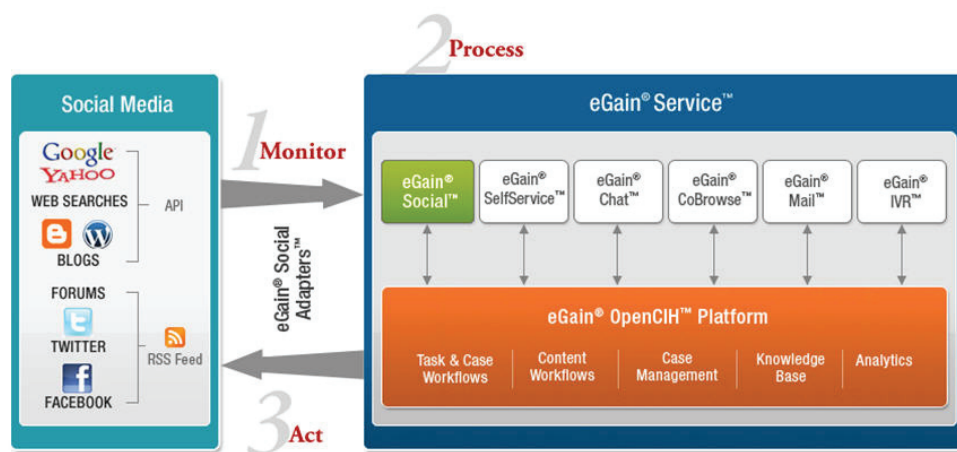 2 Process
Social Media
Google
YAHOO
WEB SEARCHES
BLOGS
API
FORUMS
TWITTER
FACEBOOK
RSS Feed
1 Monitor
eGain® Social
Adapters™
3 Act
eGain® Service™
eGain®
Social™
eGain®
SelfService™
eGain®
Chat™
eGain®
CoBrowse™
eGain®
Mail™
eGain®
IVR™
eGain® OpenCIH™ Platform
Task & Case
Workflows
Content
Workflows
Case
Management
Knowledge
Base
Analytics